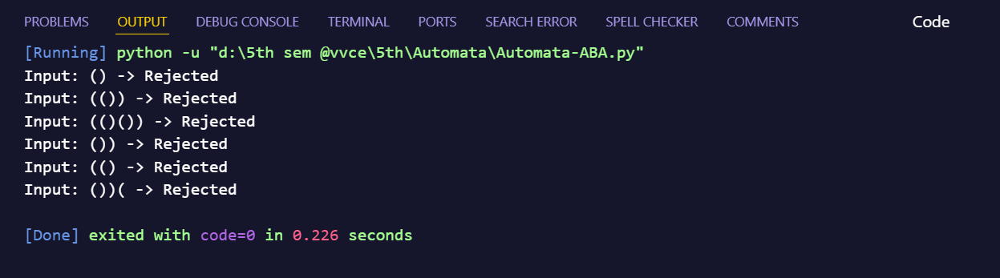 PROBLEMS OUTPUT DEBUG CONSOLE TERMINAL PORTS SEARCH ERROR SPELL CHECKER COMMENTS Code
[Running] python -u "d:\5th sem @vvce\5th\Automata\Automata-ABA.py"
Input: () -> Rejected
Input: (()) -> Rejected
Input: (()()) -> Rejected
Input: ()) -> Rejected
Input: (() -> Rejected
Input: ())( -> Rejected
[Done] exited with code=0 in 0.226 seconds